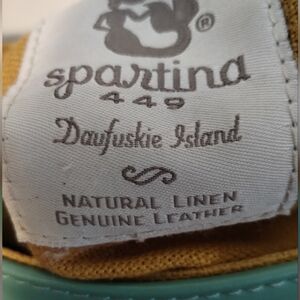 ®
spartina
449
Daufuskie Island
NATURAL LINEN
GENUINE LEATHER